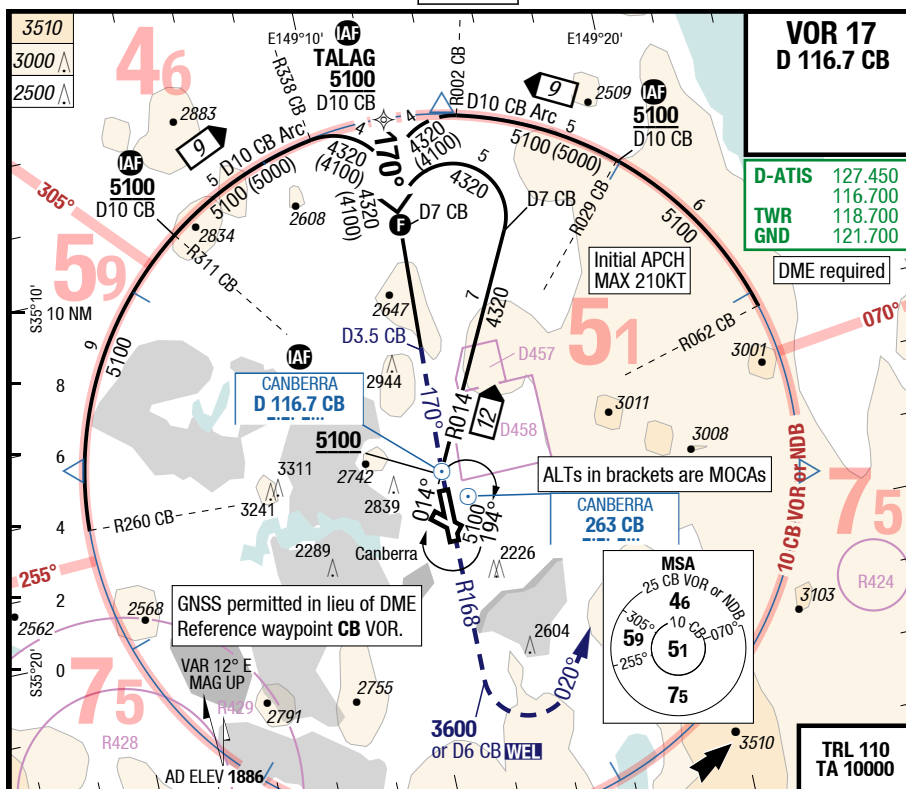 3510
3000
2500
46
2883
9
E149°10'
IAF
TALAG
5100
D10 CB
R338 CB
R002 CB
E149°20'
9
2509
IAF
5100
D10 CB
VOR 17
D 116.7 CB
D-ATIS 127.450
116.700
TWR 118.700
GND 121.700
DME required
IAF
5100
D10 CB
5
D10 CB Arc
5100 (5000)
4
4
D10 CB Arc
5
5100 (5000)
170°
4320
(4100)
4320
(4100)
4320
(4100)
5
4320
6
5100
305°
59
2834
2608
F
D7 CB
D7 CB
R029 CB
R311 CB
Initial APCH
MAX 210KT
S35°10'
10 NM
2647
7
4320
51
R062 CB
070°
3001
9
5100
D3.5 CB
D457
IAF
8
CANBERRA
D 116.7 CB
2944
170°
R014
12
D458
3011
3008
5100
6
3311
3241
2742
2839
014°
5100
194°
ALTs in brackets are MOCAs
CANBERRA
263 CB
10 CB VOR or NDB
75
R260 CB
4
Canberra
2289
2226
R424
255°
2
2562
2568
GNSS permitted in lieu of DME
Reference waypoint CB VOR.
R168
2604
3103
MSA
25 CB VOR or NDB
46
305°
10 CB
070°
59
51
255°
75
S35°20'
0
VAR 12° E
MAG UP
75
R429
R428
2791
2755
020°
3600
or D6 CB WEL
3510
AD ELEV 1886
TRL 110
TA 10000